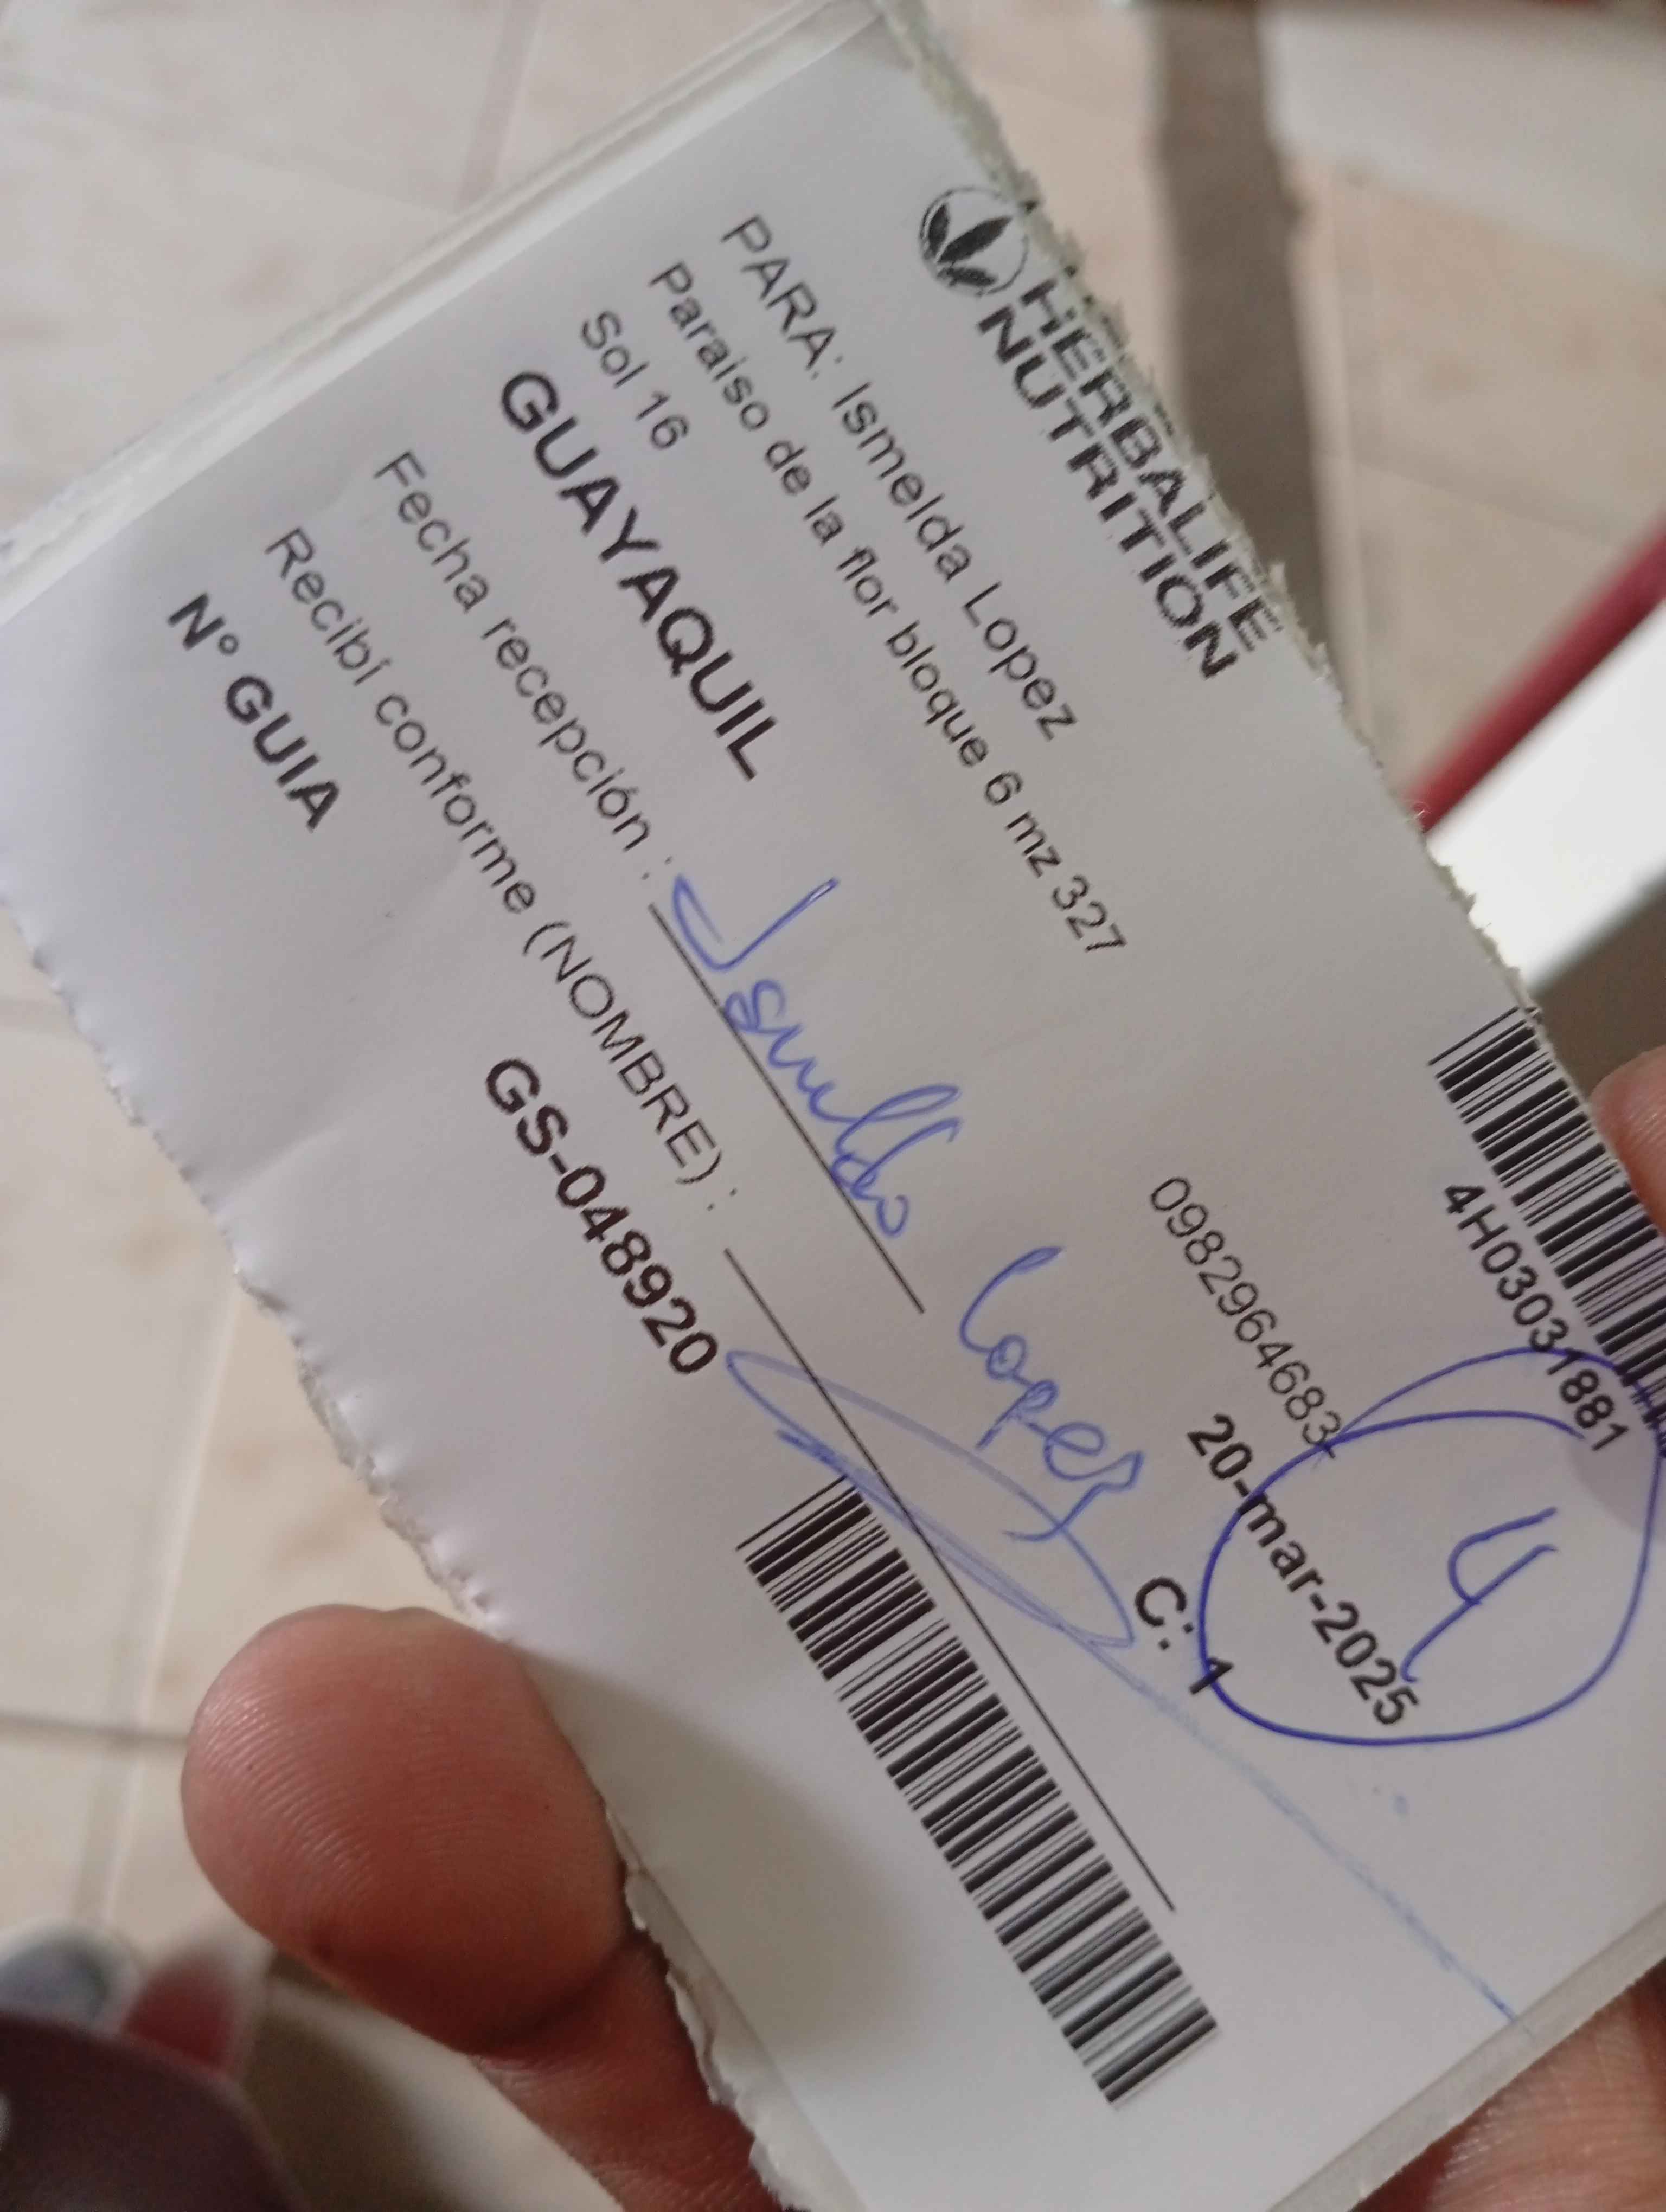 HERBALIFE
NUTRITION
4H03031881
PARA: Ismelda Lopez
0982964683
Paraiso de la flor bloque 6 mz 327
Sol 16
20-mar-2025
4
GUAYAQUIL
C: 1
Fecha recepción :
Lopez
Recibí conforme (NOMBRE) :
Nº GUIA
GS-048920